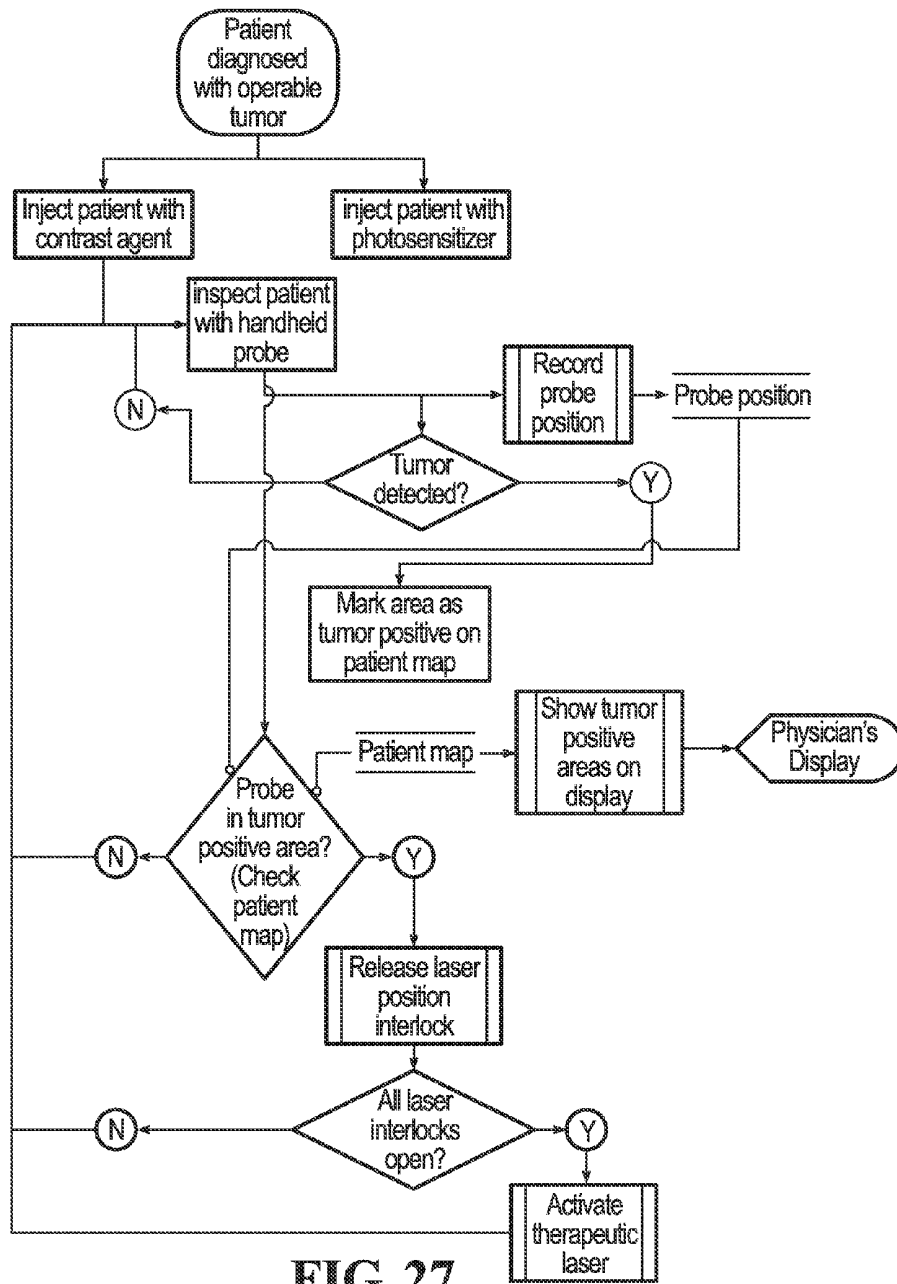 Patient
diagnosed
with operable
tumor
Inject patient with
contrast agent
inject patient with
photosensitizer
inspect patient
with handheld
probe
Record
probe
position
Probe position
N
Tumor
detected?
Y
Mark area as
tumor positive on
patient map
Patient map
Show tumor
positive
areas on
display
Physician's
Display
Probe
in tumor
positive area?
(Check
patient
map)
N
Y
Release laser
position
interlock
All laser
interlocks
open?
N
Y
Activate
therapeutic
laser
FIG. 27